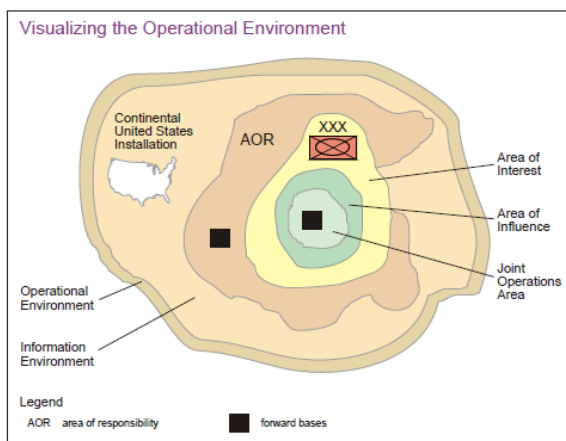 Visualizing the Operational Environment
Continental
United States
Installation
AOR
XXX
Area of
Interest
Area of
Influence
Joint
Operations
Area
Operational
Environment
Information
Environment
Legend
AOR area of responsibility
forward bases